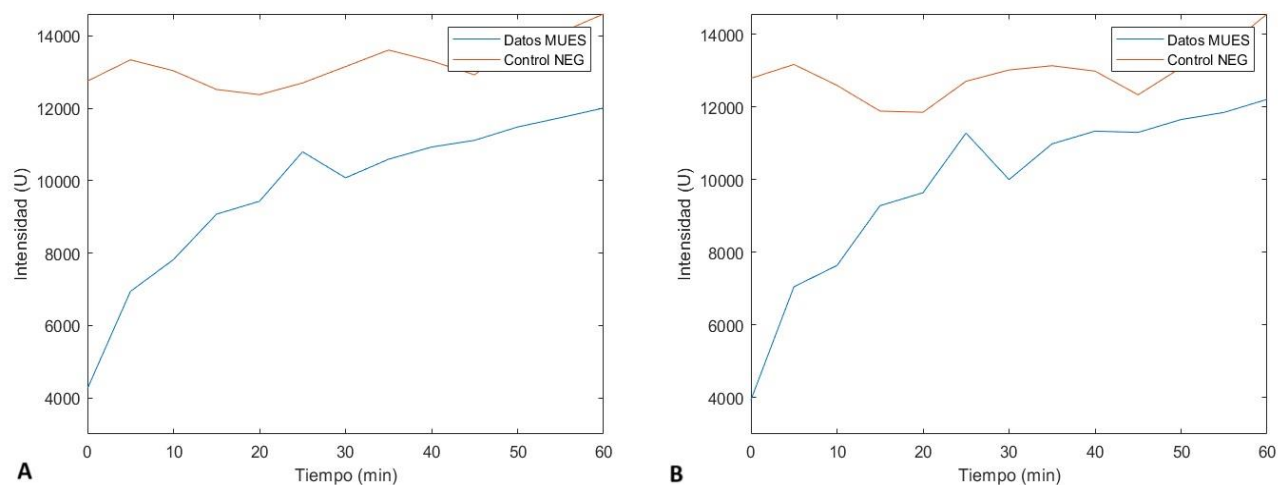 14000
12000
10000
8000
6000
4000
Intensidad (U)
0 10 20 30 40 50 60
Tiempo (min)
Datos MUES
Control NEG
A
14000
12000
10000
8000
6000
4000
Intensidad (U)
0 10 20 30 40 50 60
Tiempo (min)
Datos MUES
Control NEG
B